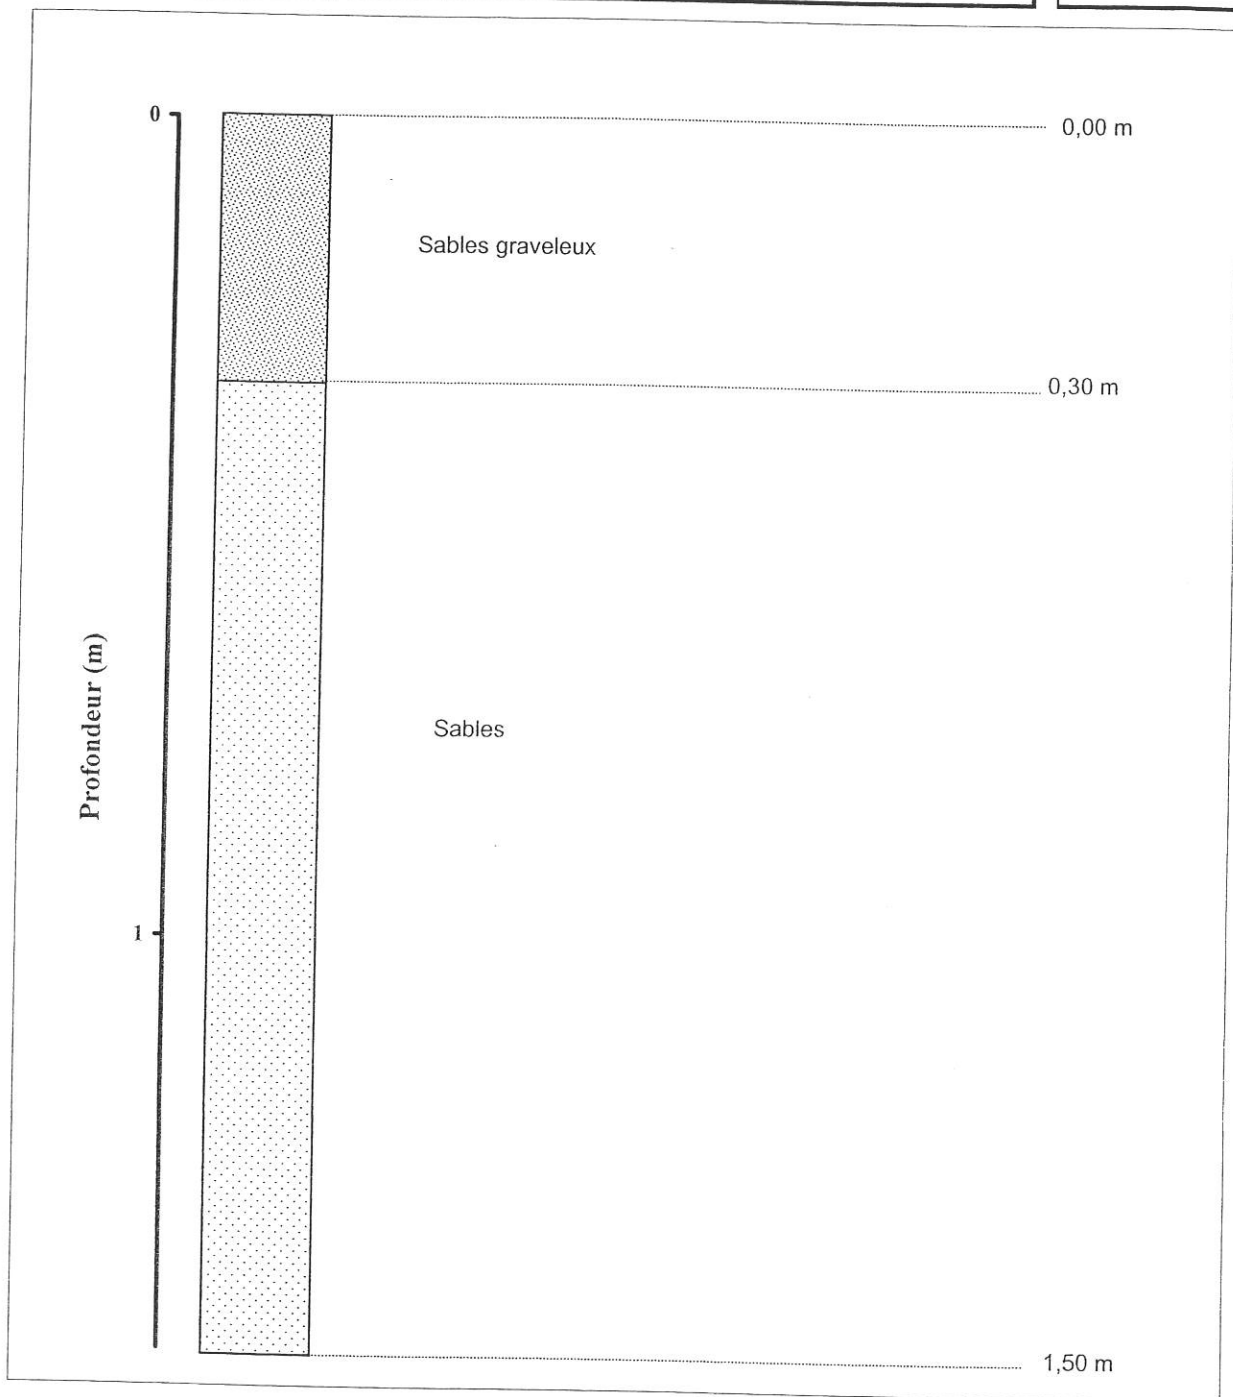 0
0,00 m
Sables graveleux
0,30 m
Profondeur (m)
Sables
1
1,50 m